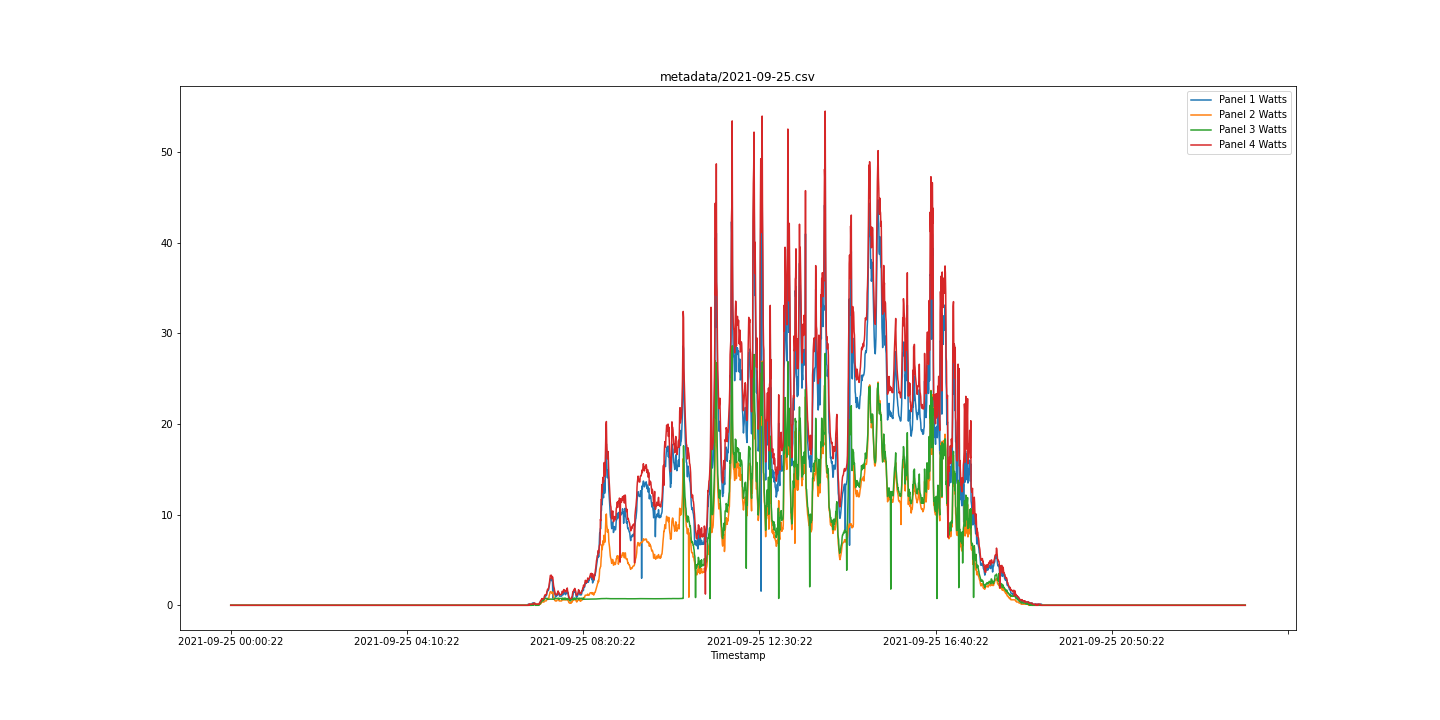 metadata/2021-09-25.csv
Panel 1 Watts
Panel 2 Watts
Panel 3 Watts
Panel 4 Watts
50
40
30
20
10
0
2021-09-25 00:00:22 2021-09-25 04:10:22 2021-09-25 08:20:22 2021-09-25 12:30:22 2021-09-25 16:40:22 2021-09-25 20:50:22
Timestamp